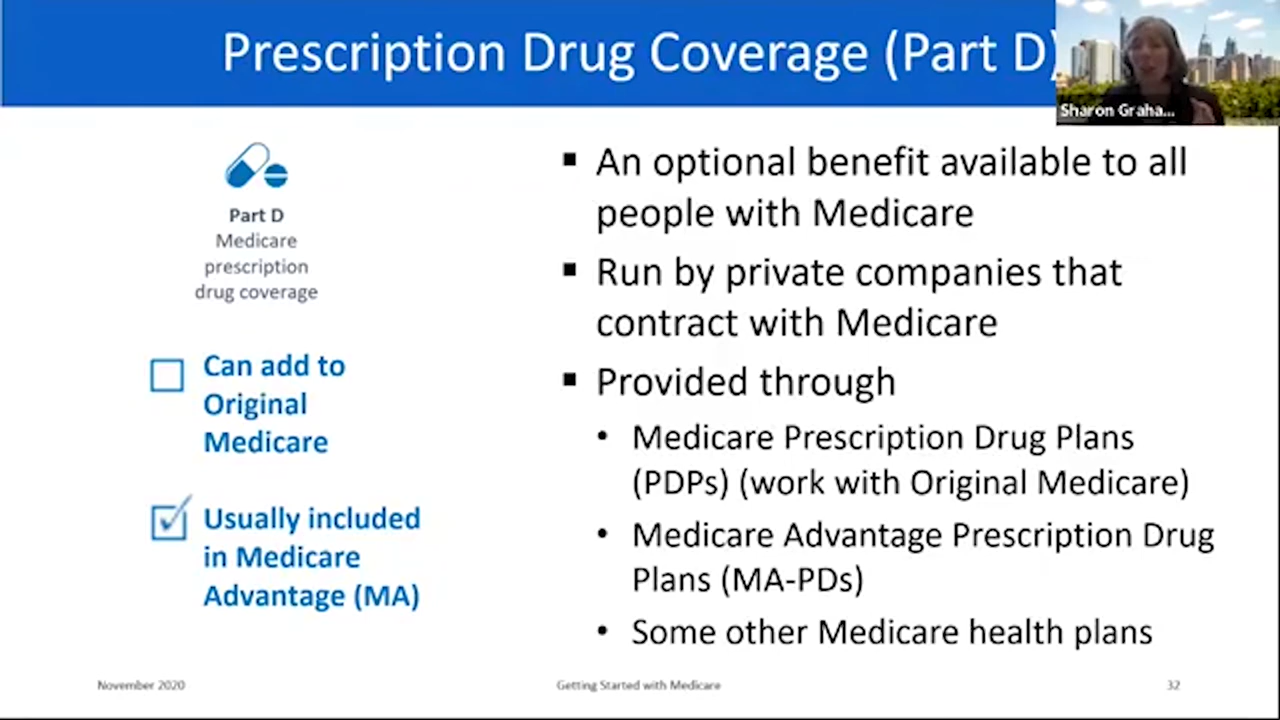 Prescription Drug Coverage (Part D)
Sharon Graha...
Part D
Medicare
prescription
drug coverage
Can add to
Original
Medicare
Usually included
in Medicare
Advantage (MA)
▪ An optional benefit available to all
people with Medicare
▪ Run by private companies that
contract with Medicare
▪ Provided through
• Medicare Prescription Drug Plans
(PDPs) (work with Original Medicare)
• Medicare Advantage Prescription Drug
Plans (MA-PDs)
• Some other Medicare health plans
November 2020
Getting Started with Medicare
32